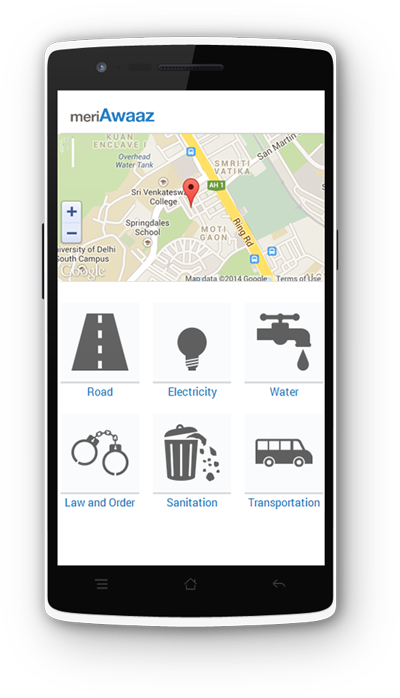 meriAwaaz
KUAN
ENCLAVE I
Overhead
Water Tank
SMRITI
VATIKA
San Martin
Sri Venkatesw
College
AH 1
Springdales
School
MOTI
GAON
Ring Rd
+
−
University of Delhi
South Campus
Google
Map data ©2014 Google
Terms of Use
Road
Electricity
Water
Law and Order
Sanitation
Transportation